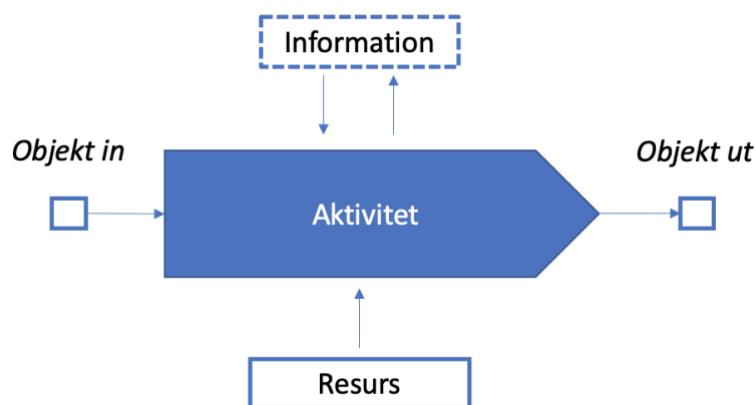 Information
Objekt in
Objekt ut
Aktivitet
Resurs